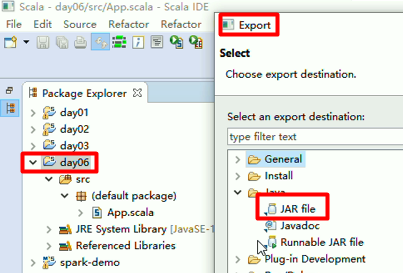 Scala - day06/src/App.scala - Scala IDE
File Edit Source Refactor Refactor
Package Explorer
day01
day02
day03
day06
src
(default package)
App.scala
JRE System Library [JavaSE-1
Referenced Libraries
spark-demo
Export
Select
Choose export destination.
Select an export destination:
type filter text
General
Install
Java
JAR file
Javadoc
Runnable JAR file
Plug-in Development